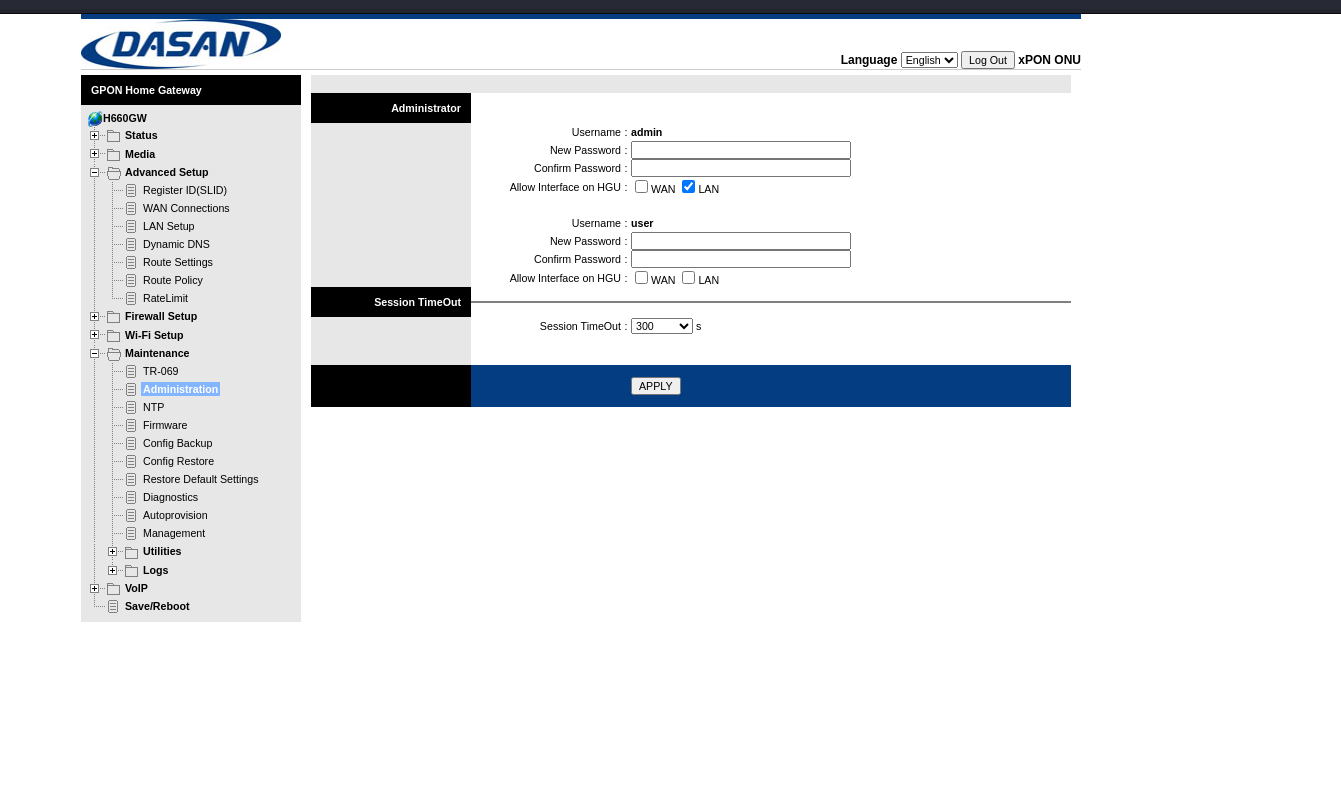 DASAN
Language English Log Out xPON ONU
GPON Home Gateway
H660GW
Status
Media
Advanced Setup
Register ID(SLID)
WAN Connections
LAN Setup
Dynamic DNS
Route Settings
Route Policy
RateLimit
Firewall Setup
Wi-Fi Setup
Maintenance
TR-069
Administration
NTP
Firmware
Config Backup
Config Restore
Restore Default Settings
Diagnostics
Autoprovision
Management
Utilities
Logs
VoIP
Save/Reboot
Administrator
Username : admin
New Password :
Confirm Password :
Allow Interface on HGU : WAN LAN
Username : user
New Password :
Confirm Password :
Allow Interface on HGU : WAN LAN
Session TimeOut
Session TimeOut : 300 s
APPLY